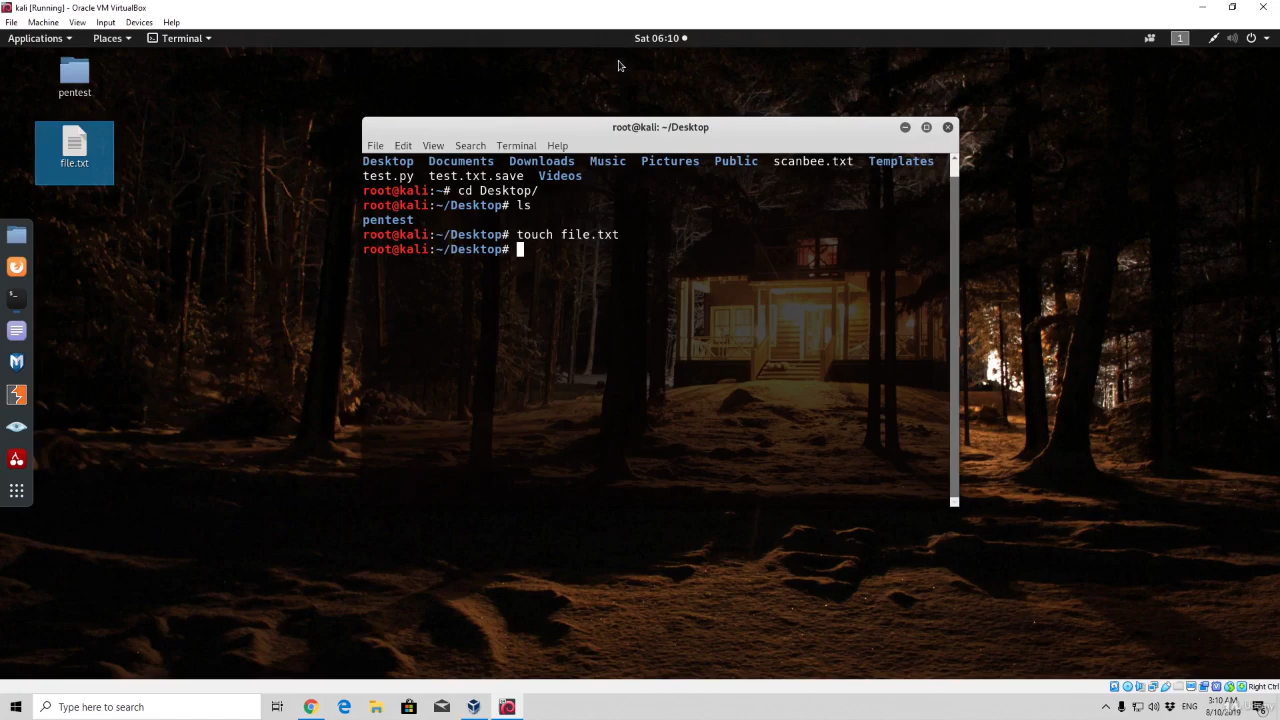 kali [Running] - Oracle VM VirtualBox
File Machine View Input Devices Help
Applications Places Terminal Sat 06:10 1
pentest
file.txt
root@kali: ~/Desktop
File Edit View Search Terminal Help
Desktop Documents Downloads Music Pictures Public scanbee.txt Templates
test.py test.txt.save Videos
root@kali:~# cd Desktop/
root@kali:~/Desktop# ls
pentest
root@kali:~/Desktop# touch file.txt
root@kali:~/Desktop#
Right Ctrl
Type here to search
ENG
3:10 AM
8/10/2019